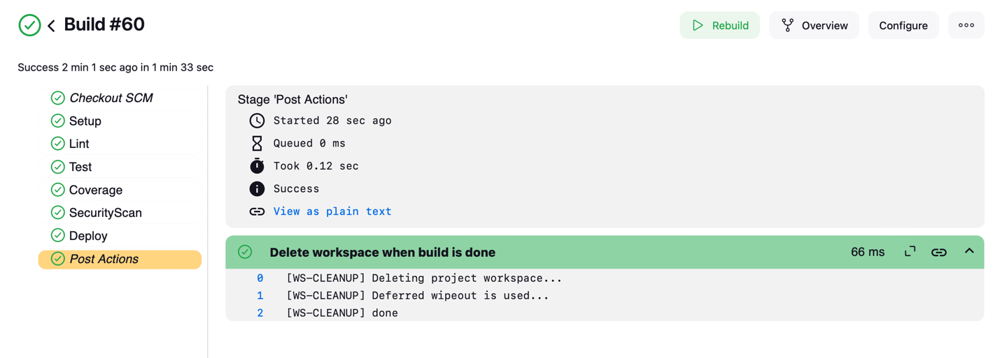 Build #60
Rebuild
Overview
Configure
Success 2 min 1 sec ago in 1 min 33 sec
Checkout SCM
Setup
Lint
Test
Coverage
SecurityScan
Deploy
Post Actions
Stage 'Post Actions'
Started 28 sec ago
Queued 0 ms
Took 0.12 sec
Success
View as plain text
Delete workspace when build is done
66 ms
0 [WS-CLEANUP] Deleting project workspace...
1 [WS-CLEANUP] Deferred wipeout is used...
2 [WS-CLEANUP] done